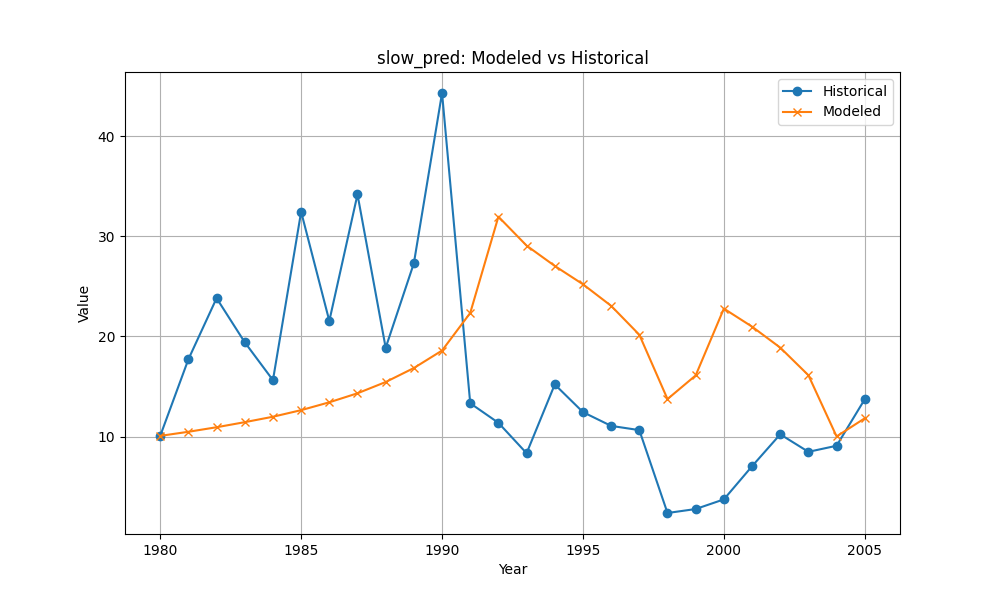 slow_pred: Modeled vs Historical
Historical
Modeled
Value
40
30
20
10
1980 1985 1990 1995 2000 2005
Year